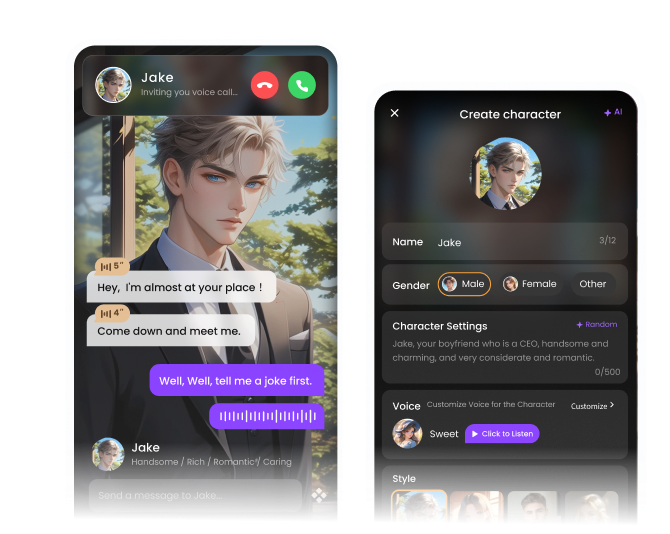 Jake
Inviting you voice call...
5"
Hey, I'm almost at your place !
4"
Come down and meet me.
Well, Well, tell me a joke first.
Jake
Handsome / Rich / Romantic / Caring
Send a message to Jake...
Create character
AI
Name Jake 3/12
Gender Male Female Other
Character Settings Random
Jake, your boyfriend who is a CEO, handsome and
charming, and very considerate and romantic.
0/500
Voice Customize Voice for the Character Customize >
Sweet Click to Listen
Style